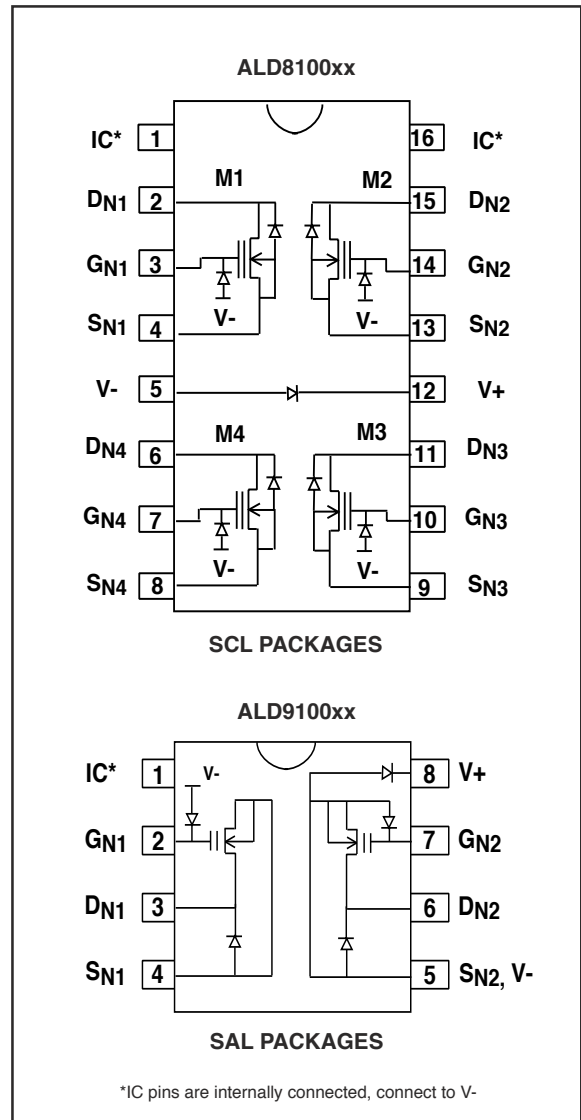 ALD8100xx
IC* 1 16 IC*
DN1 2 M1 M2 15 DN2
GN1 3 14 GN2
V- V-
SN1 4 13 SN2
V- 5 12 V+
DN4 6 M4 M3 11 DN3
GN4 7 10 GN3
V- V-
SN4 8 9 SN3
SCL PACKAGES
ALD9100xx
IC* 1 V- 8 V+
GN1 2 7 GN2
DN1 3 6 DN2
SN1 4 5 SN2, V-
SAL PACKAGES
*IC pins are internally connected, connect to V-